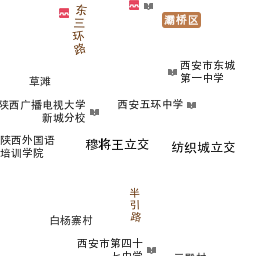 东三环路
灞桥区
西安市东城
第一中学
草滩
陕西广播电视大学
新城分校
西安五环中学
陕西外国语
培训学院
穆将王立交
纺织城立交
半引路
白杨寨村
西安市第四十